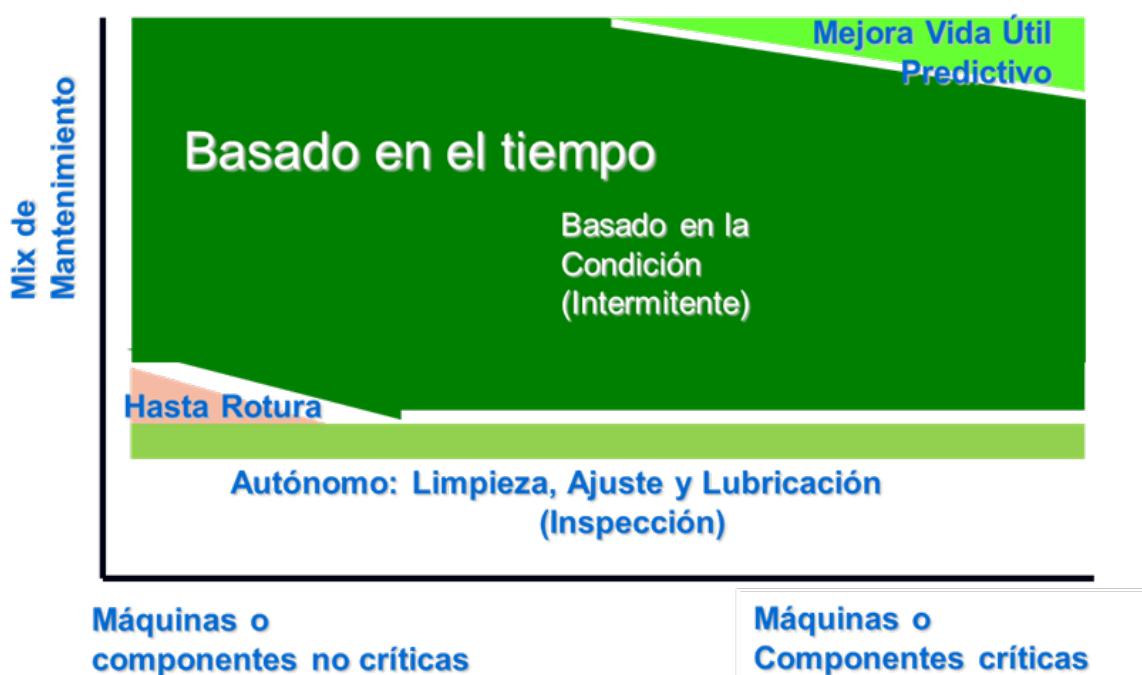 Mejora Vida Útil
Predictivo
Mix de
Mantenimiento
Basado en el tiempo
Basado en la
Condición
(Intermitente)
Hasta Rotura
Autónomo: Limpieza, Ajuste y Lubricación
(Inspección)
Máquinas o
componentes no críticas
Máquinas o
Componentes críticas